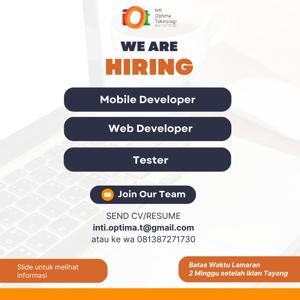 Inti
Optima
Teknologi
WE ARE
HIRING
Mobile Developer
Web Developer
Tester
Join Our Team
SEND CV/RESUME
inti.optima.t@gmail.com
atau ke wa 081387271730
Slide untuk melihat
informasi
Batas Waktu Lamaran
2 Minggu setelah iklan Tayang